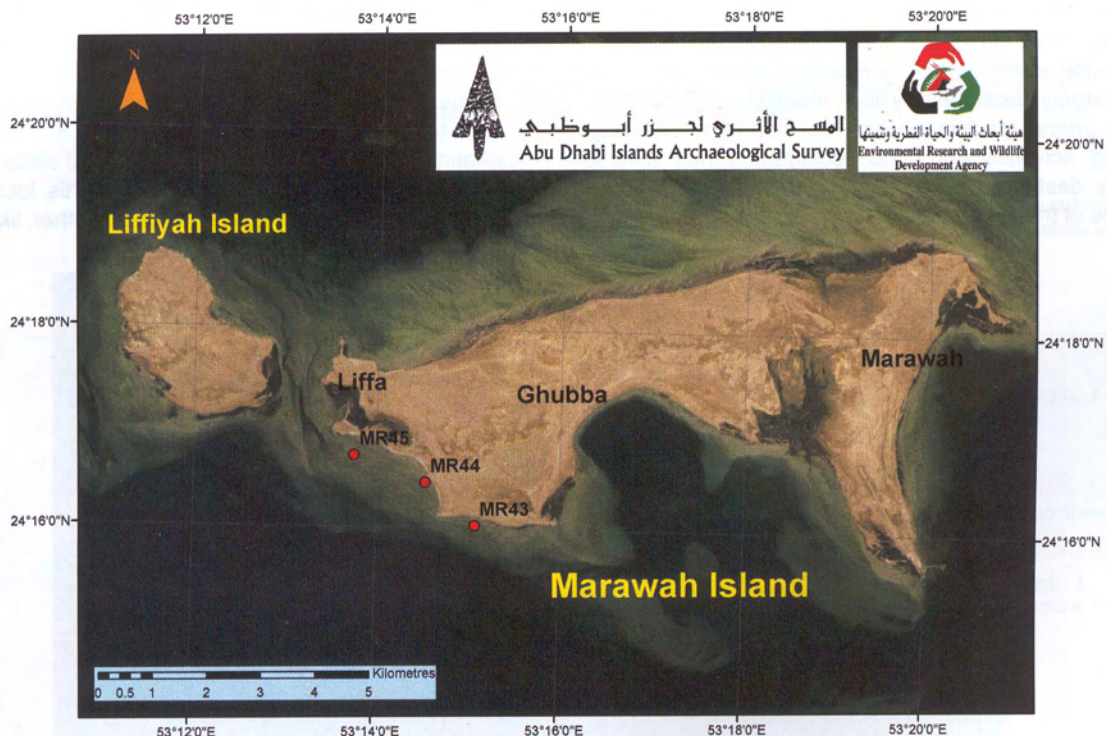 53°12'0"E
53°14'0"E
53°16'0"E
53°18'0"E
53°20'0"E
N
المسح الأثري لجزر أبوظبي
Abu Dhabi Islands Archaeological Survey
هيئة أبحاث البيئة والحياة الفطرية وتنميتها
Environmental Research and Wildlife
Development Agency
24°20'0"N
24°20'0"N
Liffiyah Island
24°18'0"N
24°18'0"N
Liffa
Ghubba
Marawah
MR45
MR44
MR43
24°16'0"N
24°16'0"N
Marawah Island
Kilometres
0 0.5 1 2 3 4 5
53°12'0"E
53°14'0"E
53°16'0"E
53°18'0"E
53°20'0"E